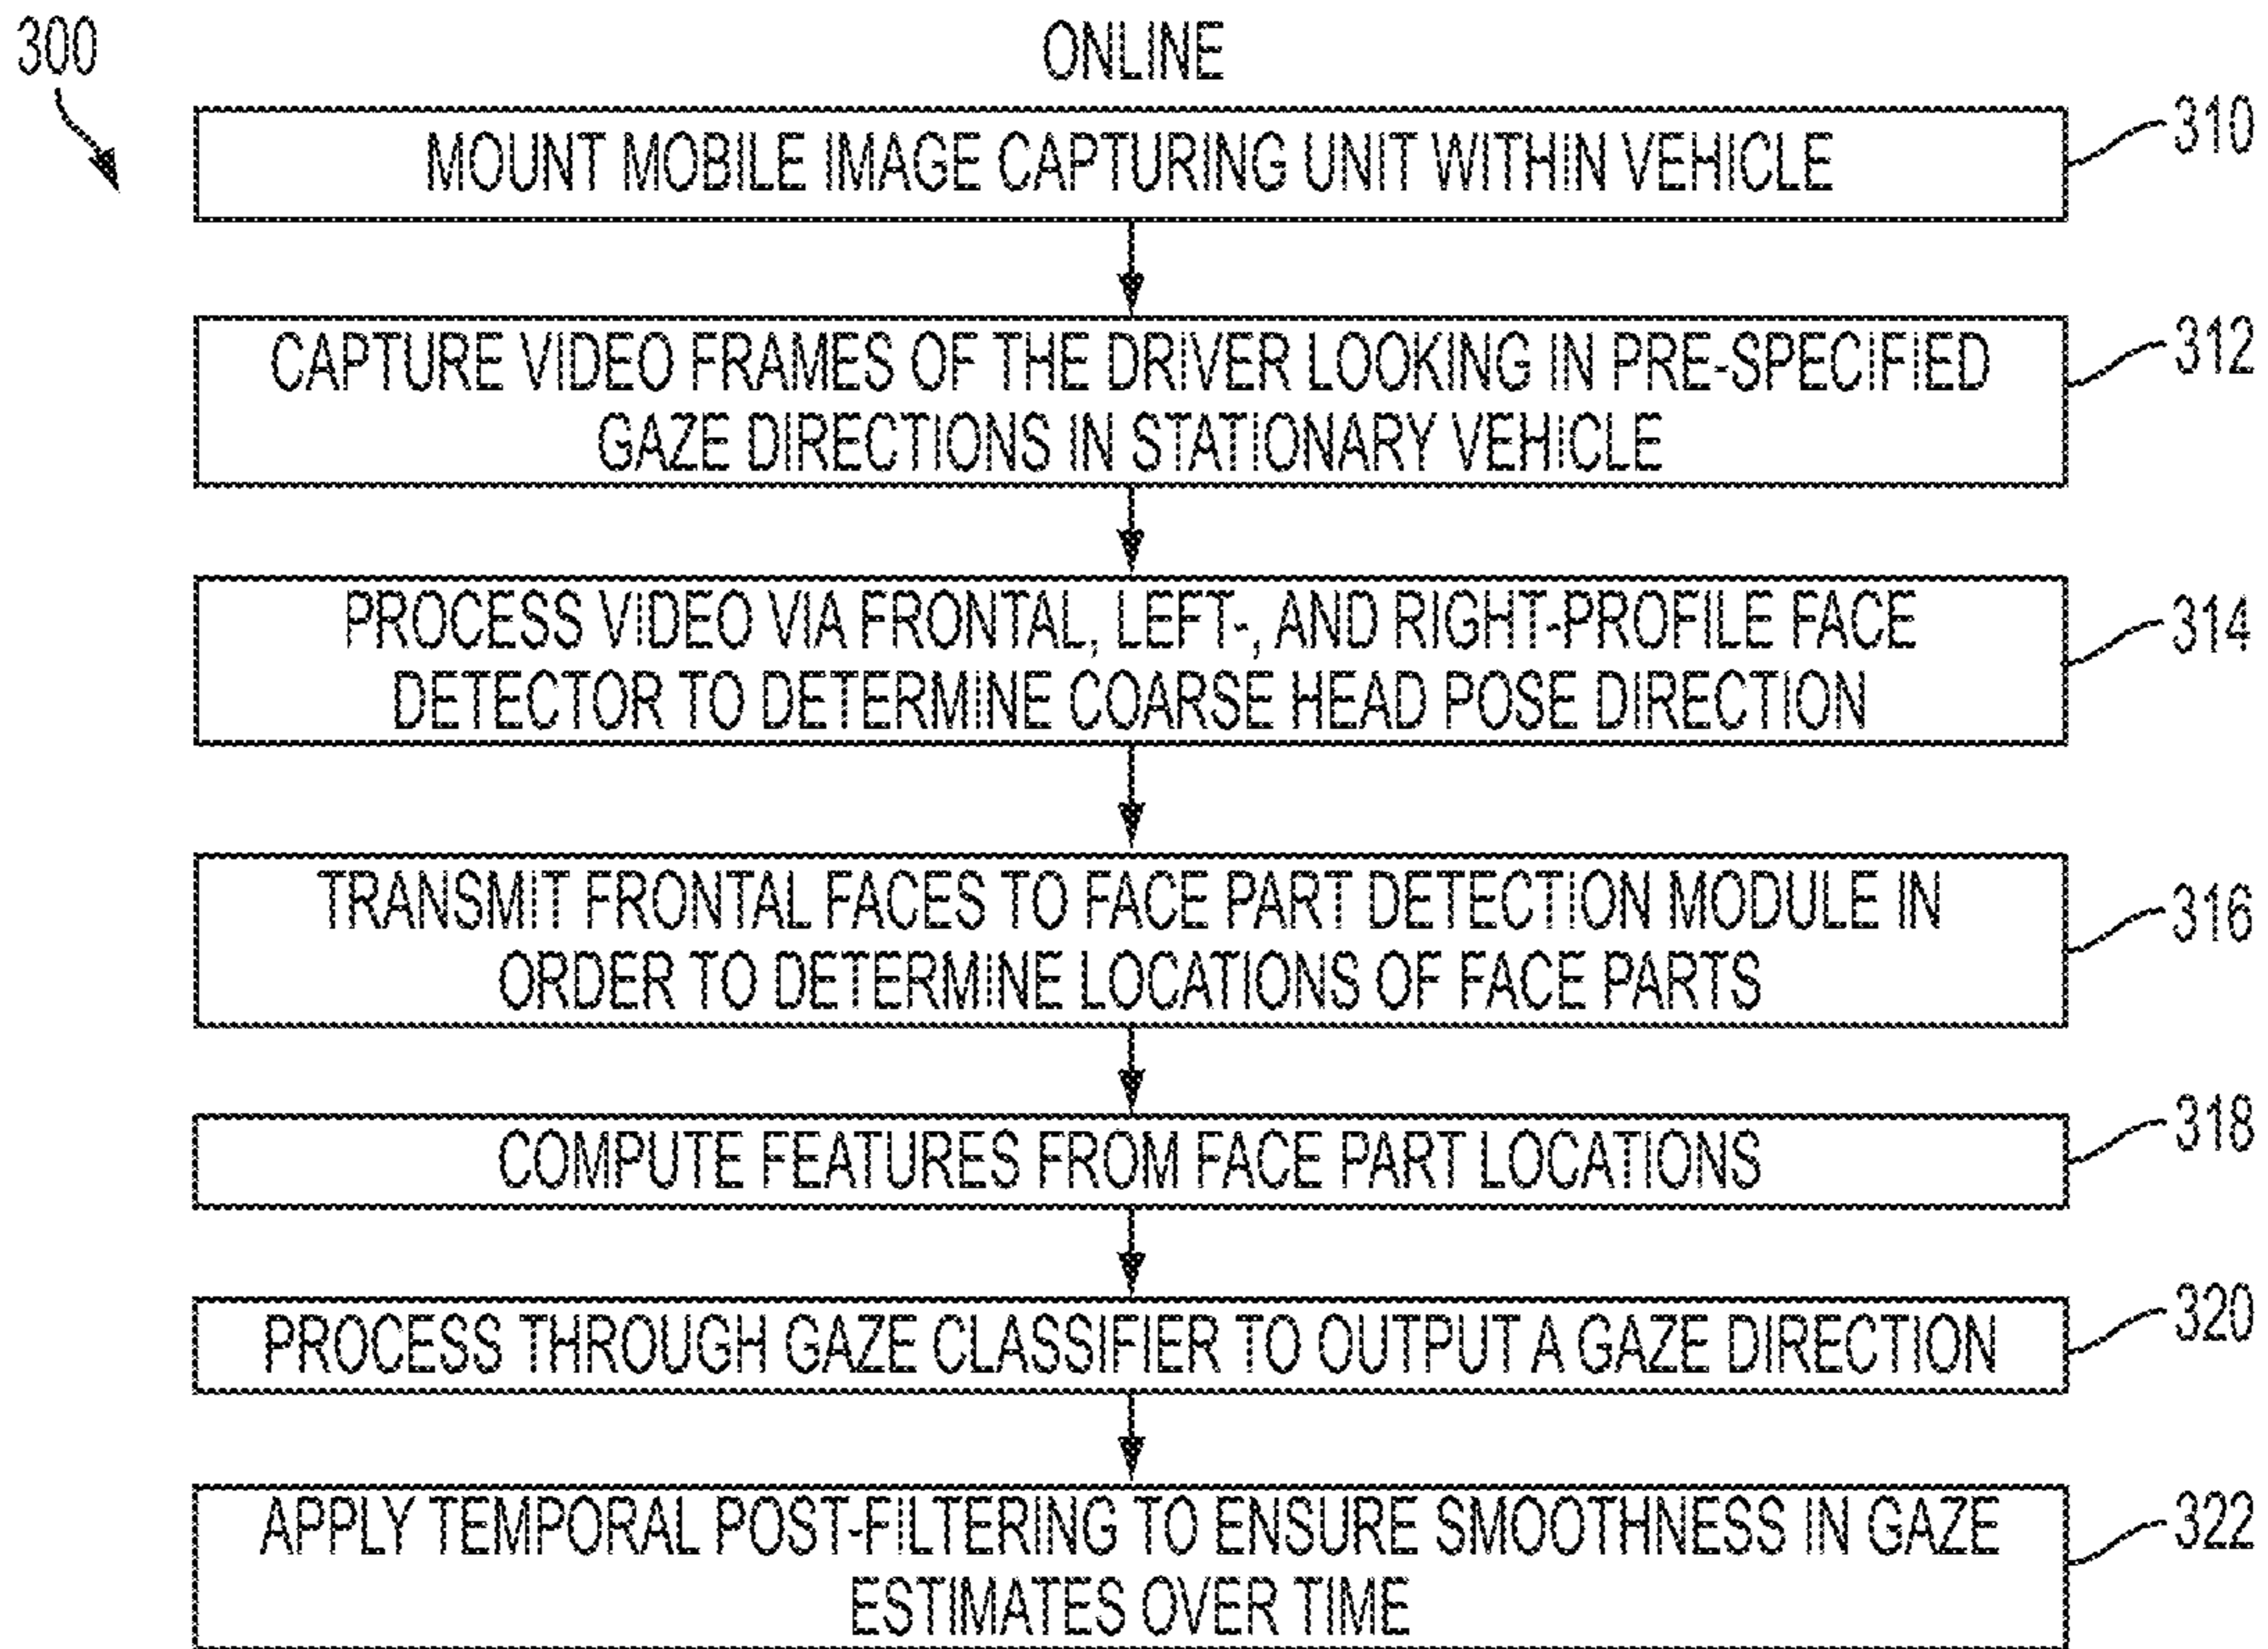 300
ONLINE
MOUNT MOBILE IMAGE CAPTURING UNIT WITHIN VEHICLE
310
CAPTURE VIDEO FRAMES OF THE DRIVER LOOKING IN PRE-SPECIFIED
GAZE DIRECTIONS IN STATIONARY VEHICLE
312
PROCESS VIDEO VIA FRONTAL, LEFT-, AND RIGHT-PROFILE FACE
DETECTOR TO DETERMINE COARSE HEAD POSE DIRECTION
314
TRANSMIT FRONTAL FACES TO FACE PART DETECTION MODULE IN
ORDER TO DETERMINE LOCATIONS OF FACE PARTS
316
COMPUTE FEATURES FROM FACE PART LOCATIONS
318
PROCESS THROUGH GAZE CLASSIFIER TO OUTPUT A GAZE DIRECTION
320
APPLY TEMPORAL POST-FILTERING TO ENSURE SMOOTHNESS IN GAZE
ESTIMATES OVER TIME
322